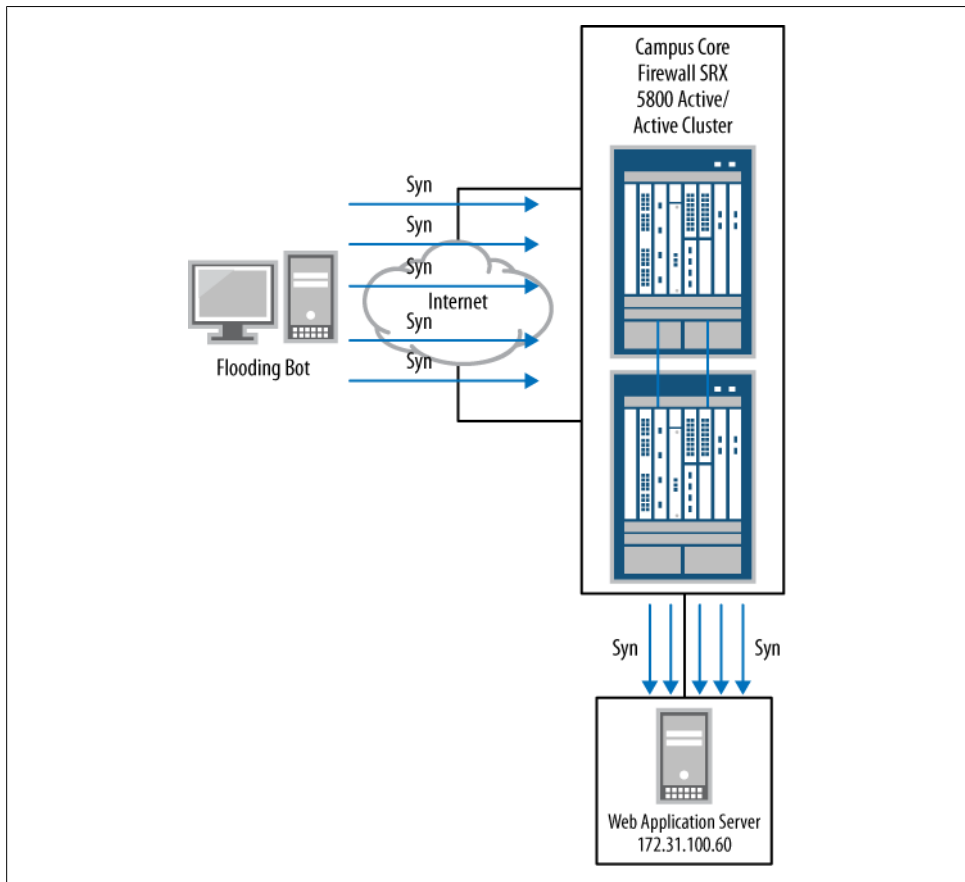 Campus Core
Firewall SRX
5800 Active/
Active Cluster
Syn
Syn
Syn
Internet
Syn
Syn
Flooding Bot
Syn
Syn
Web Application Server
172.31.100.60